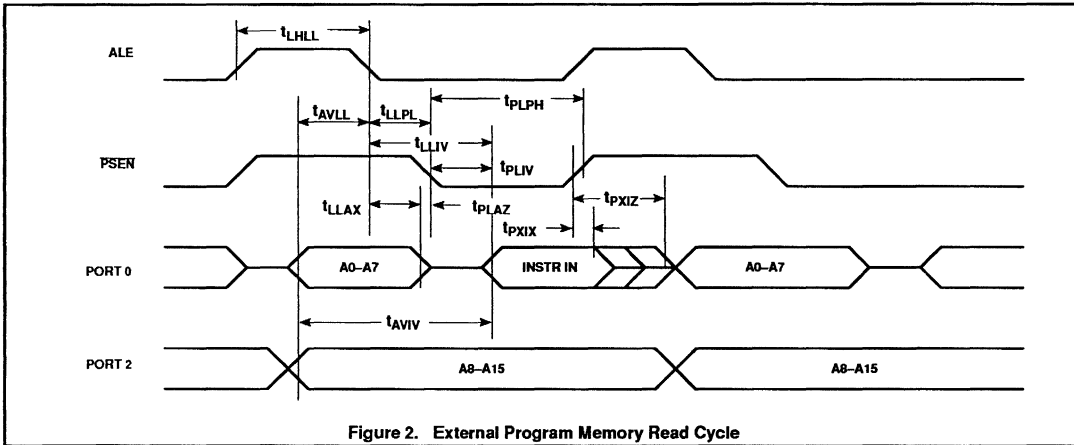 ALE
tLHLL
tAVLL
tLLPL
tPLPH
tLLIV
PSEN
tPLIV
tLLAX
tPLAZ
tPXIZ
tPXIX
PORT 0
A0–A7
INSTR IN
A0–A7
tAVIV
PORT 2
A8–A15
A8–A15
Figure 2. External Program Memory Read Cycle